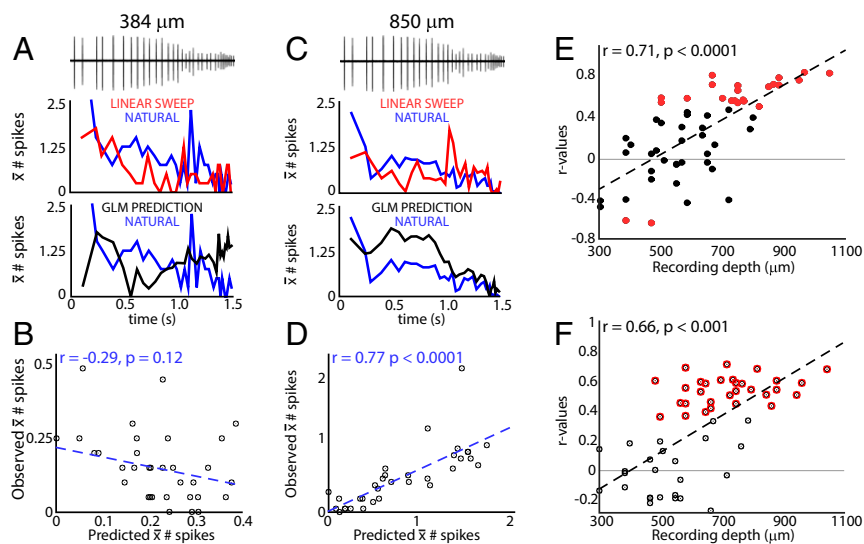 A
384 μm
2.5
1.25
0
x̄ # spikes
LINEAR SWEEP
NATURAL
2.5
1.25
0
x̄ # spikes
GLM PREDICTION
NATURAL
0
0.5
1.0
1.5
time (s)
B
r = -0.29, p = 0.12
0.5
0.25
0
Observed x̄ # spikes
0
0.1
0.2
0.3
0.4
Predicted x̄ # spikes
C
850 μm
2.5
1.25
0
x̄ # spikes
LINEAR SWEEP
NATURAL
2.5
1.25
0
x̄ # spikes
GLM PREDICTION
NATURAL
0
0.5
1.0
1.5
time (s)
D
r = 0.77 p < 0.0001
2
1
0
Observed x̄ # spikes
0
1
2
Predicted x̄ # spikes
E
r = 0.71, p < 0.0001
0.8
0.4
0
-0.4
-0.8
r-values
300
500
700
900
1100
Recording depth (μm)
F
r = 0.66, p < 0.001
1
0.8
0.6
0.4
0.2
0
-0.2
r-values
300
500
700
900
1100
Recording depth (μm)